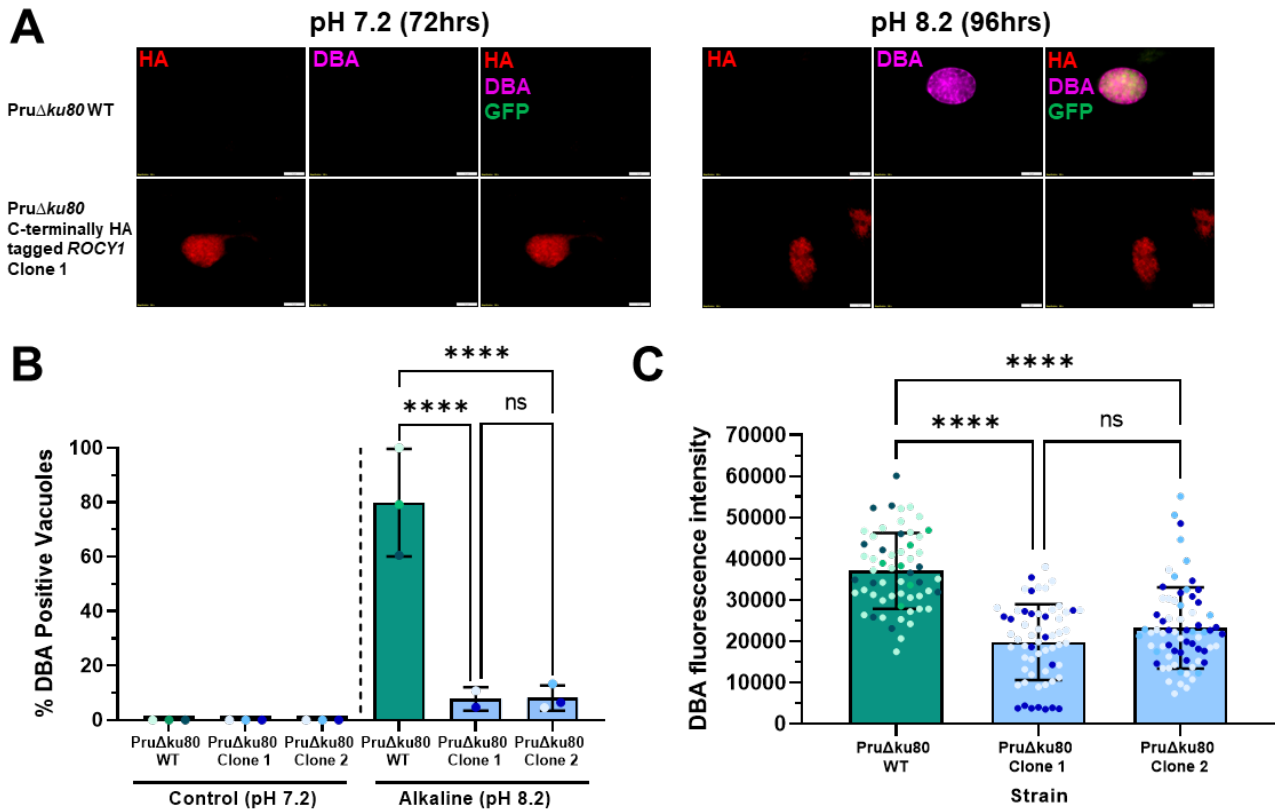 A
pH 7.2 (72hrs)
pH 8.2 (96hrs)
HA
DBA
HA
DBA
GFP
HA
DBA
HA
DBA
GFP
PruΔku80 WT
PruΔku80
C-terminally HA
tagged ROCY1
Clone 1
B
% DBA Positive Vacuoles
100
80
60
40
20
0
****
****
ns
PruΔku80
WT
PruΔku80
Clone 1
PruΔku80
Clone 2
PruΔku80
WT
PruΔku80
Clone 1
PruΔku80
Clone 2
Control (pH 7.2)
Alkaline (pH 8.2)
C
DBA fluorescence intensity
70000
60000
50000
40000
30000
20000
10000
0
****
****
ns
PruΔku80
WT
PruΔku80
Clone 1
PruΔku80
Clone 2
Strain